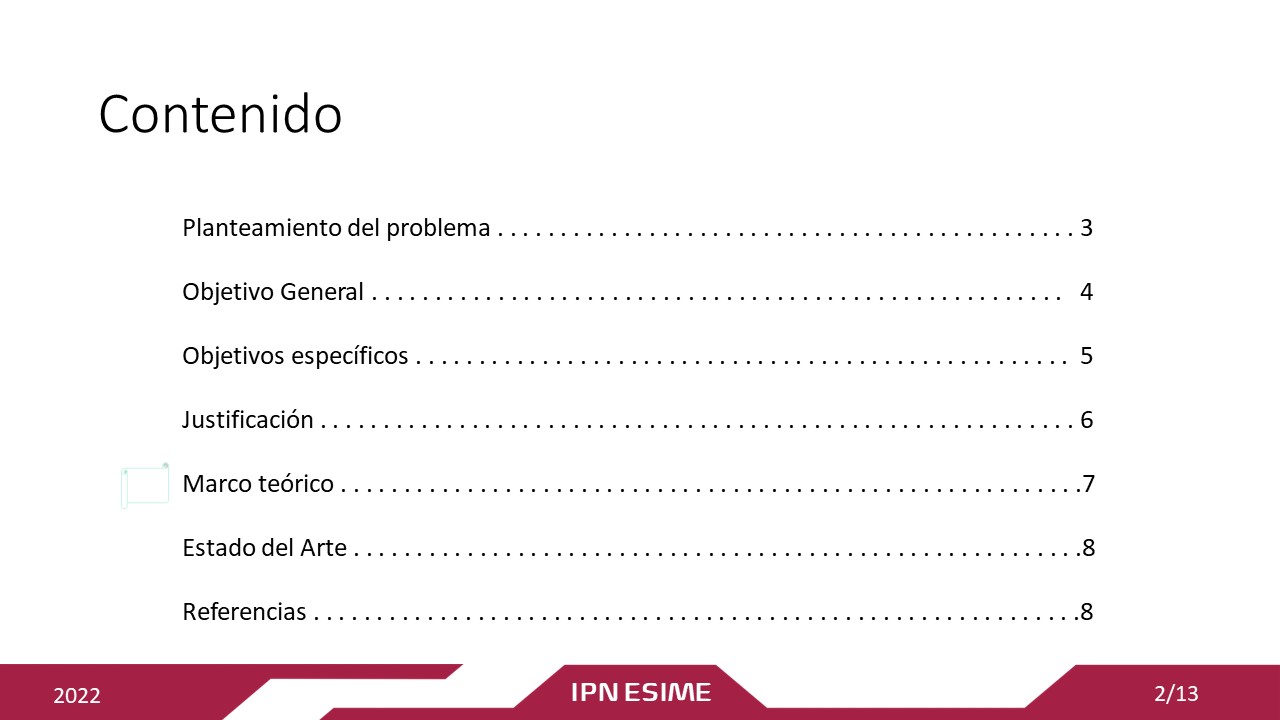 Contenido
Planteamiento del problema . . . . . . . . . . . . . . . . . . . . . . . . . . . . . . . . . . . . . . . . . . . . . . 3
Objetivo General . . . . . . . . . . . . . . . . . . . . . . . . . . . . . . . . . . . . . . . . . . . . . . . . . . . . . . . 4
Objetivos específicos . . . . . . . . . . . . . . . . . . . . . . . . . . . . . . . . . . . . . . . . . . . . . . . . . . . . 5
Justificación . . . . . . . . . . . . . . . . . . . . . . . . . . . . . . . . . . . . . . . . . . . . . . . . . . . . . . . . . . . . 6
Marco teórico . . . . . . . . . . . . . . . . . . . . . . . . . . . . . . . . . . . . . . . . . . . . . . . . . . . . . . . . . . .7
Estado del Arte . . . . . . . . . . . . . . . . . . . . . . . . . . . . . . . . . . . . . . . . . . . . . . . . . . . . . . . . . .8
Referencias . . . . . . . . . . . . . . . . . . . . . . . . . . . . . . . . . . . . . . . . . . . . . . . . . . . . . . . . . . . . .8
2022
IPN ESIME
2/13